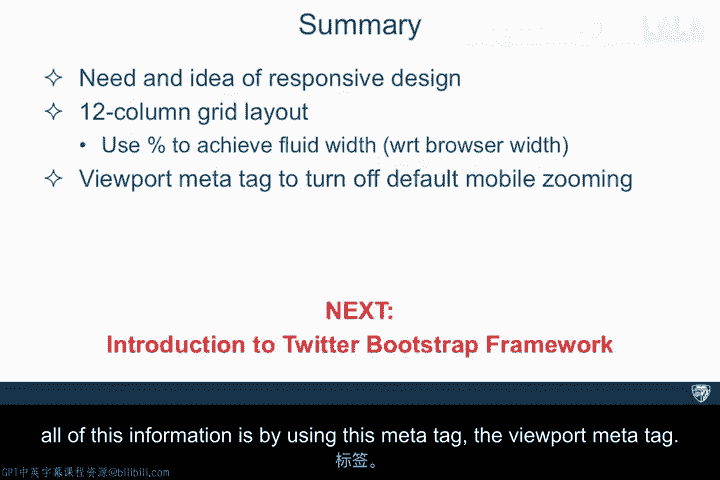 Summary
✧ Need and idea of responsive design
✧ 12-column grid layout
• Use % to achieve fluid width (wrt browser width)
✧ Viewport meta tag to turn off default mobile zooming
NEXT:
Introduction to Twitter Bootstrap Framework
all of this information is by using this meta tag, the viewport meta tag.
标签。
GPT中英字幕课程资源@bilibili.com